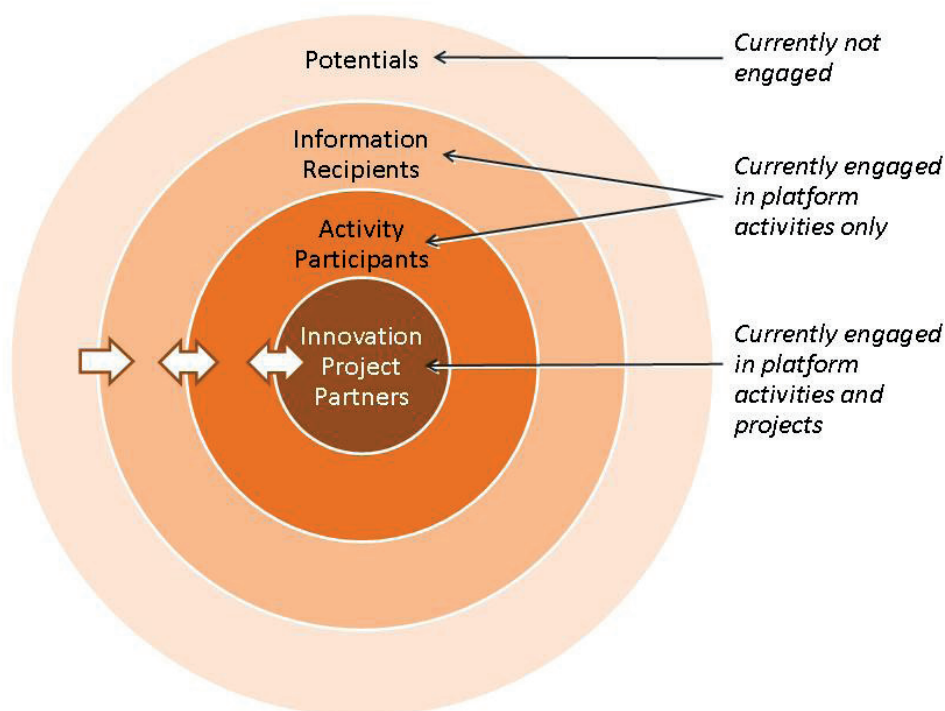 Potentials
Currently not
engaged
Information
Recipients
Currently engaged
in platform
activities only
Activity
Participants
Innovation
Project
Partners
Currently engaged
in platform
activities and
projects